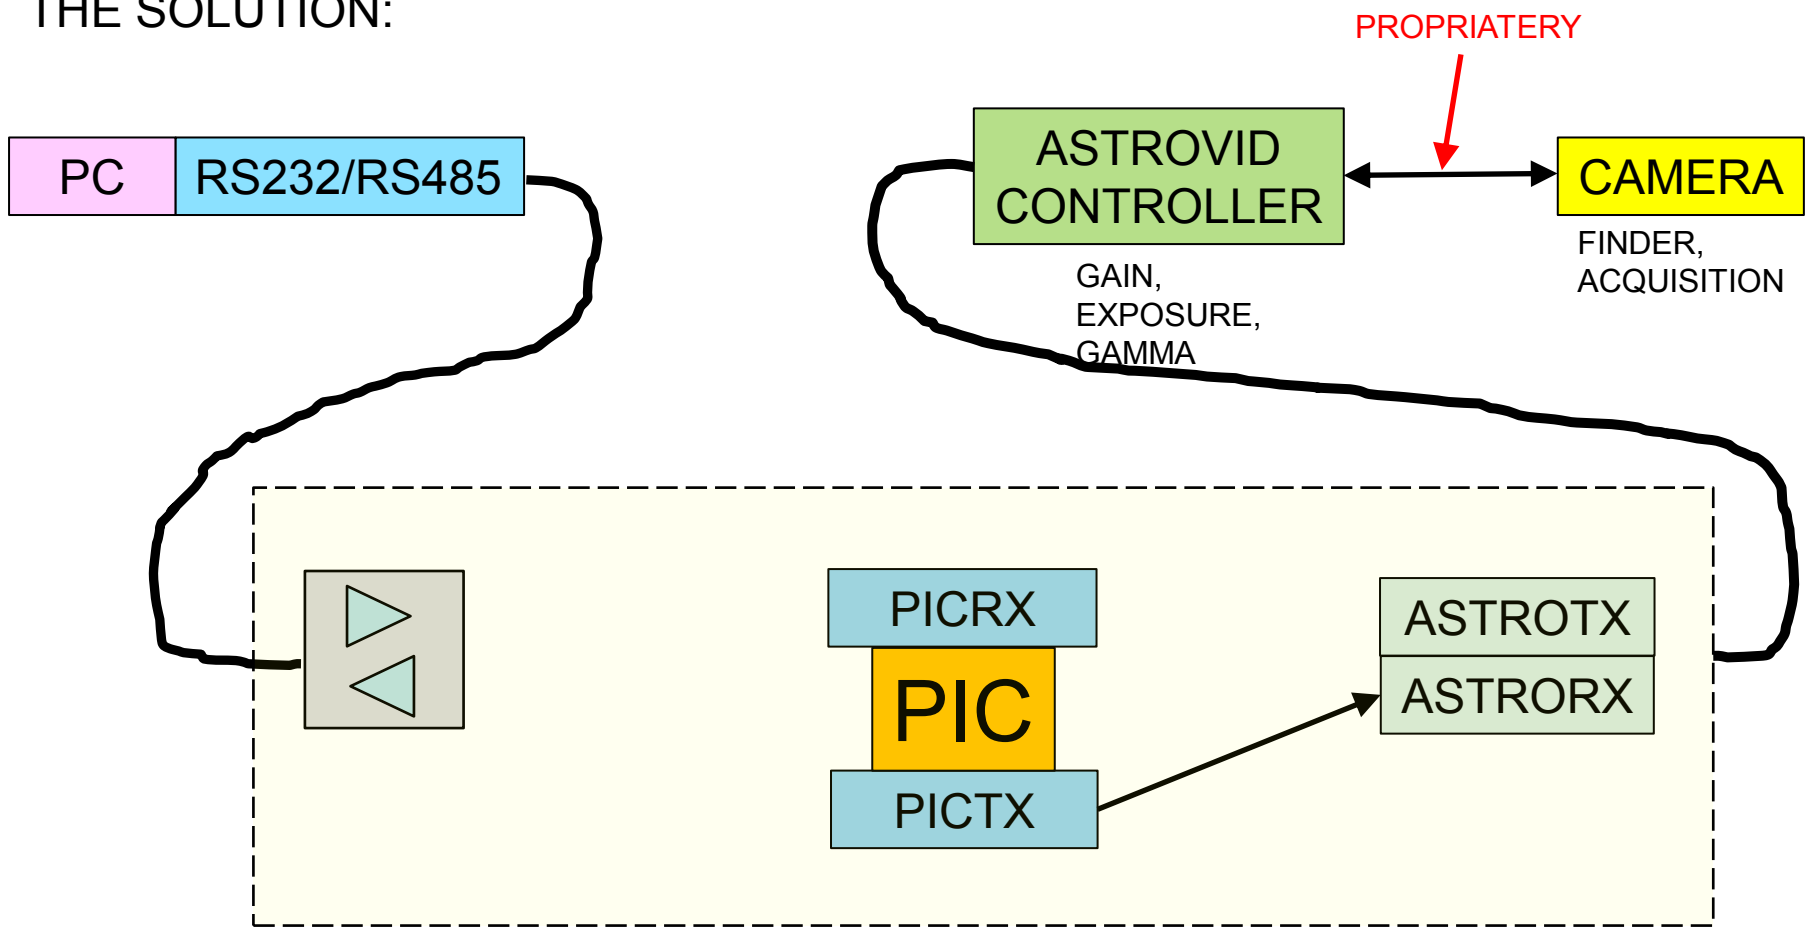 THE SOLUTION:
PROPRIATERY
PC
RS232/RS485
ASTROVID
CONTROLLER
CAMERA
FINDER,
ACQUISITION
GAIN,
EXPOSURE,
GAMMA
PICRX
PIC
PICTX
ASTROTX
ASTRORX